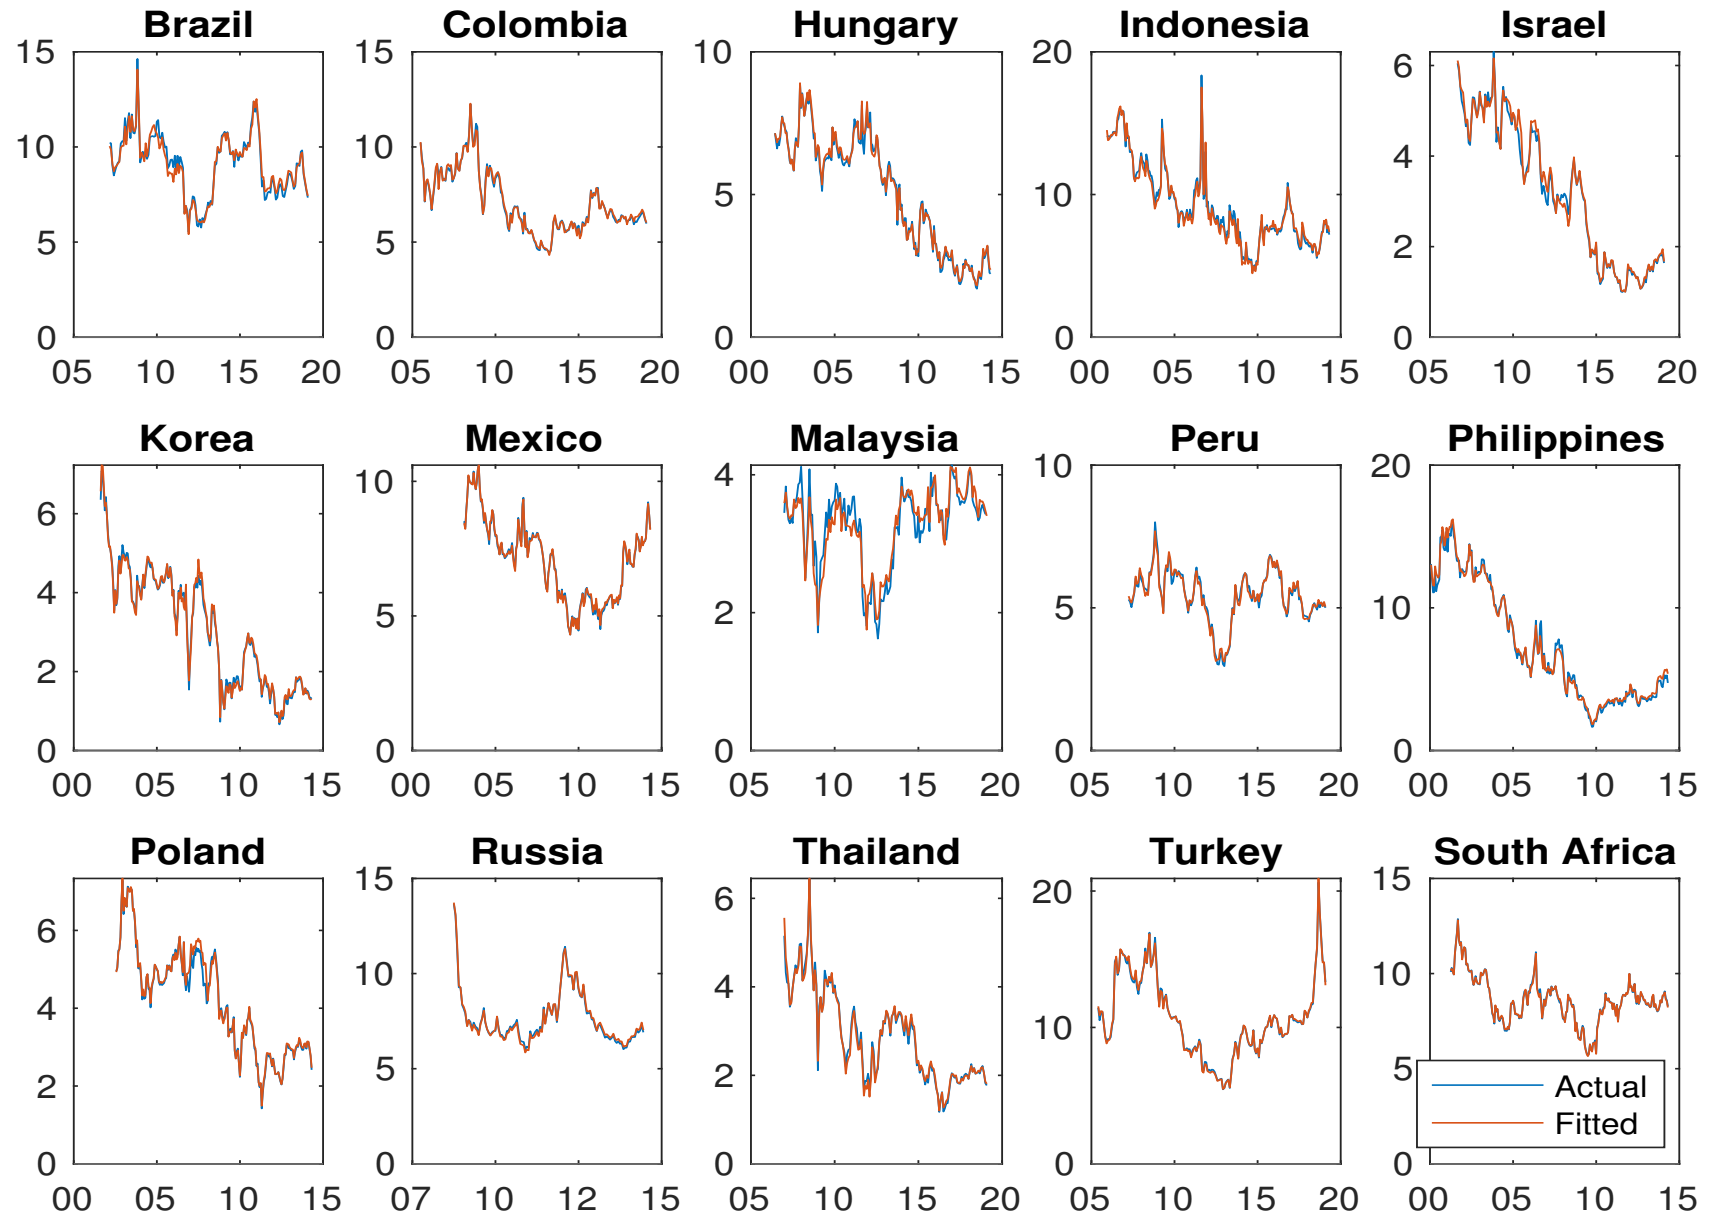 Brazil Colombia Hungary Indonesia Israel
15 15 10 20 6
10 10 5 10 4
5 5 2
0 0 0 0 0
05 10 15 20 05 10 15 20 00 05 10 15 00 05 10 15 05 10 15 20
Korea Mexico Malaysia Peru Philippines
6 10 4 10 20
4 5 2 5 10
2
0 0 0 0 0
00 05 10 15 00 05 10 15 05 10 15 20 05 10 15 20 00 05 10 15
Poland Russia Thailand Turkey South Africa
6 15 6 20 15
4 10 4 10 10
2 5 2 5
0 0 0 0 0
Actual
Fitted
00 05 10 15 07 10 12 15 05 10 15 20 05 10 15 20 00 05 10 15